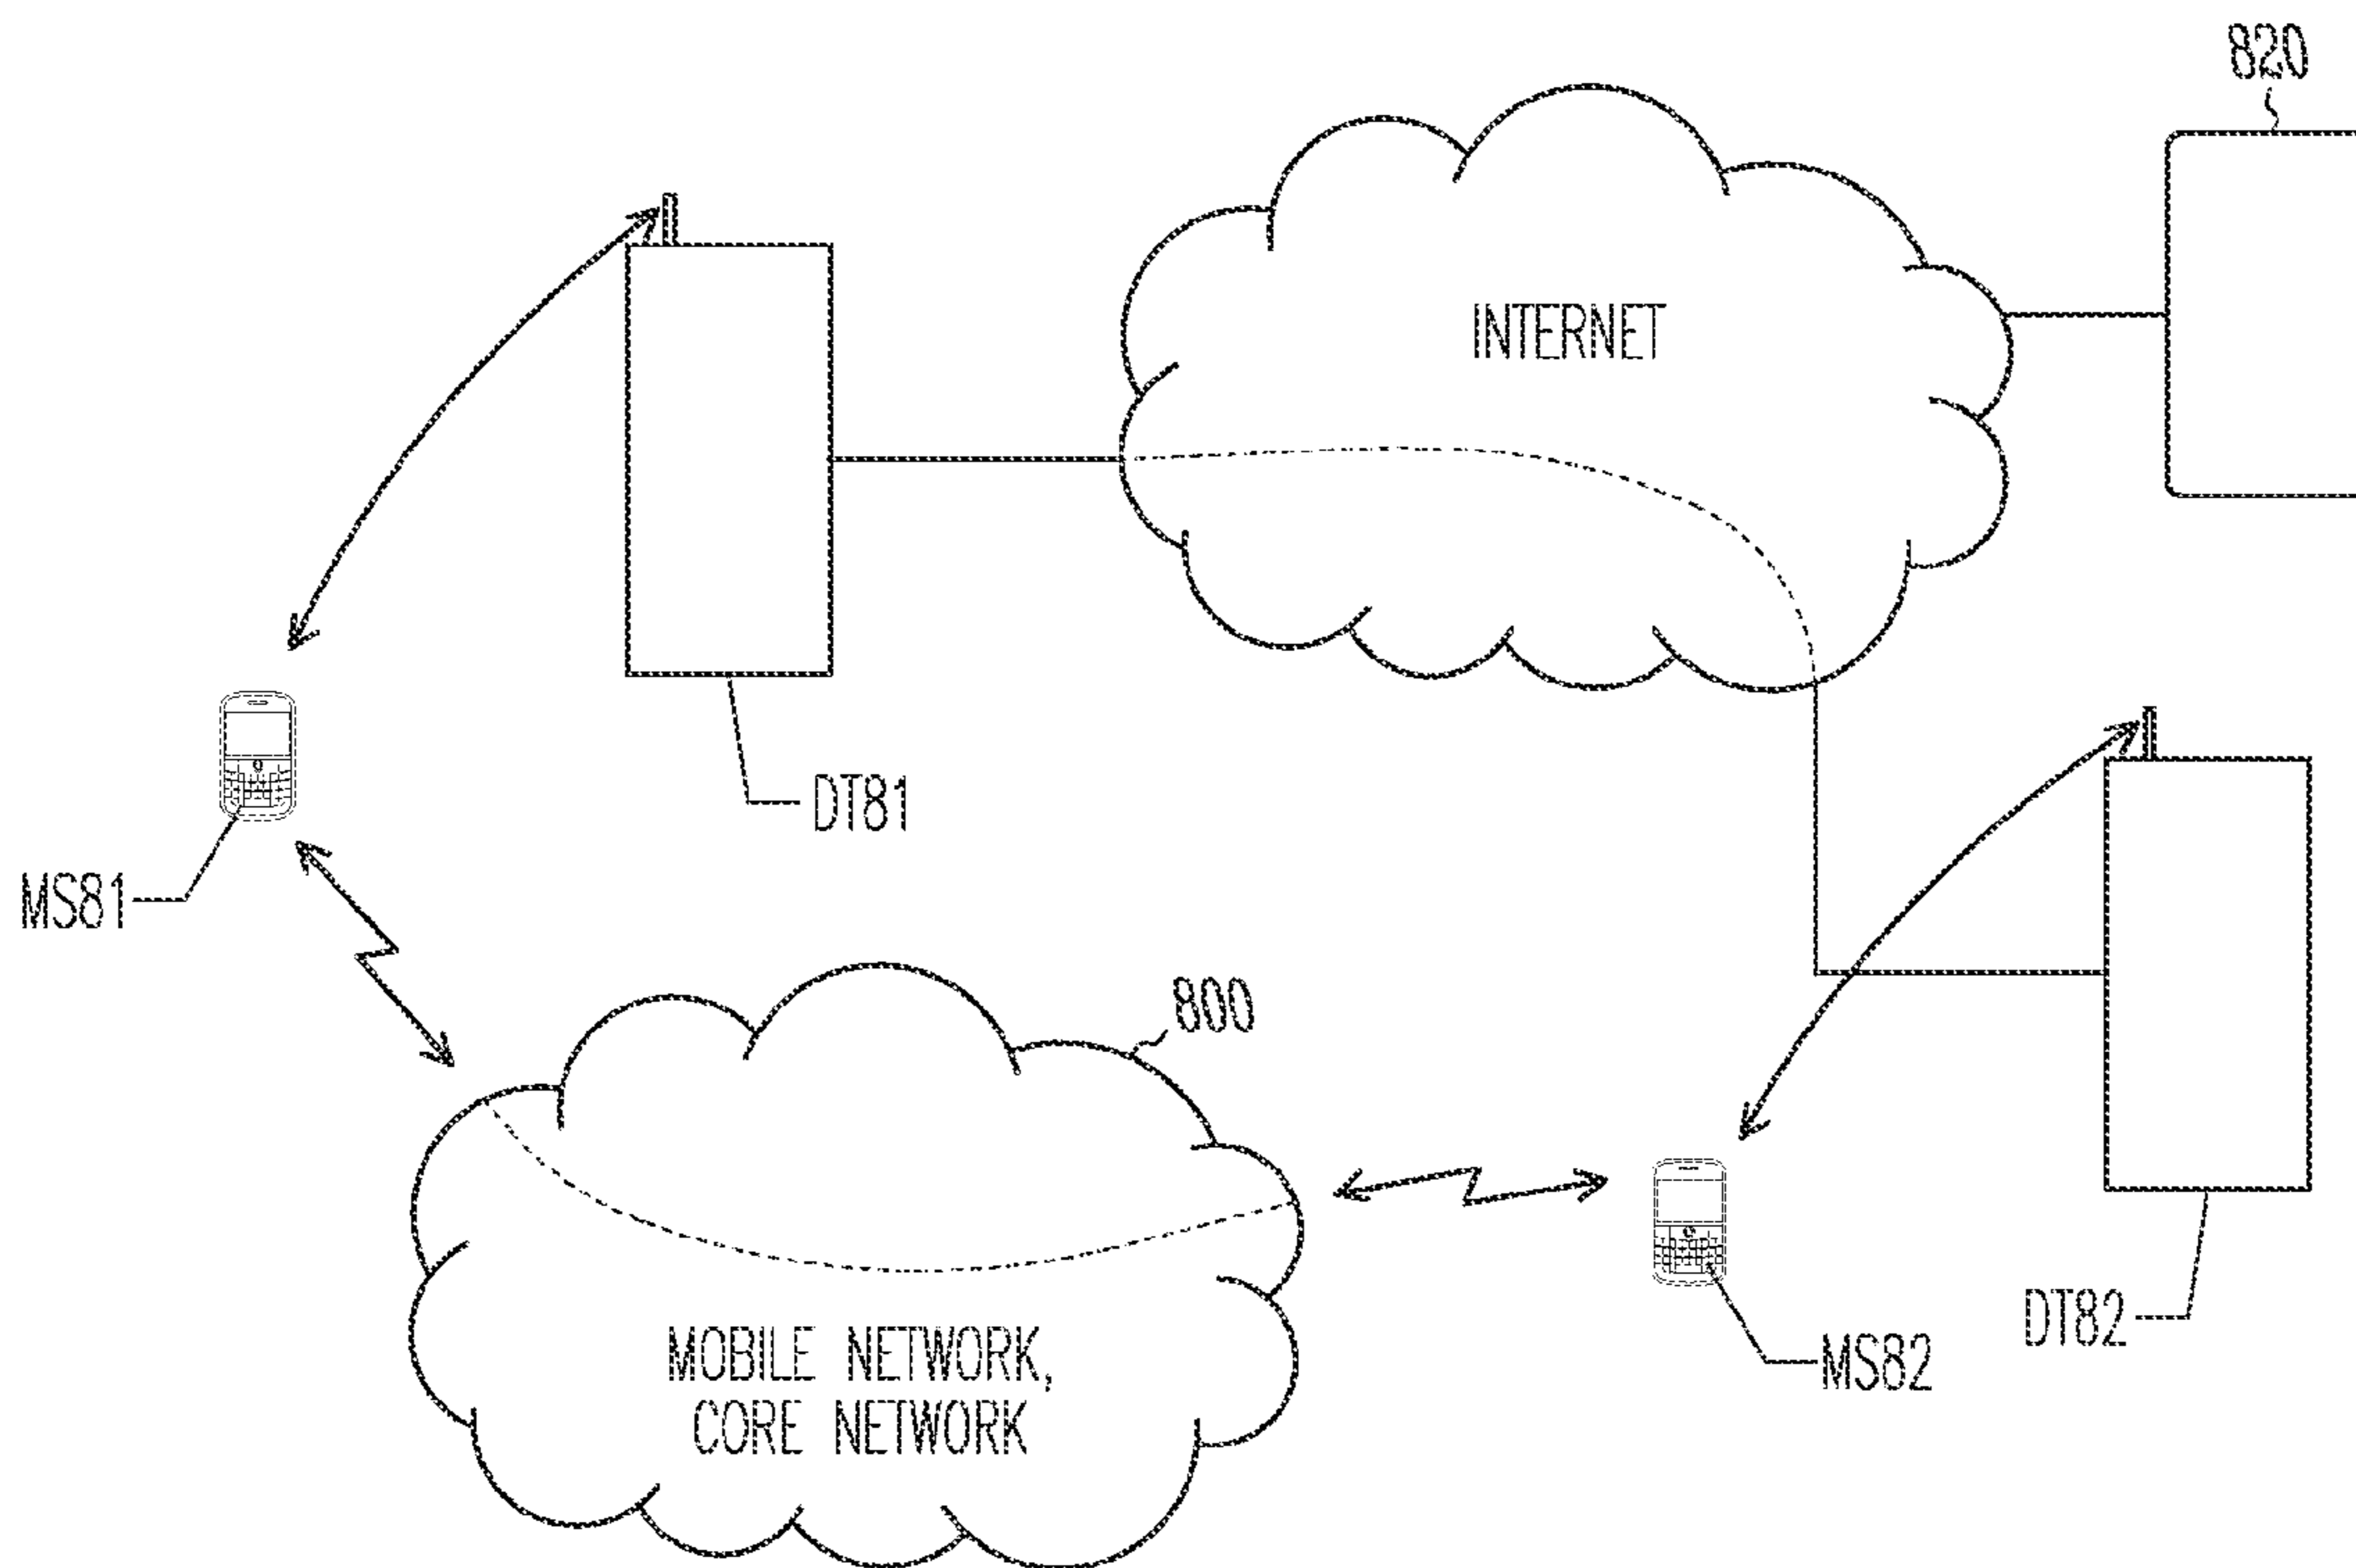 820
INTERNET
DT81
MS81
800
MOBILE NETWORK,
CORE NETWORK
MS82
DT82